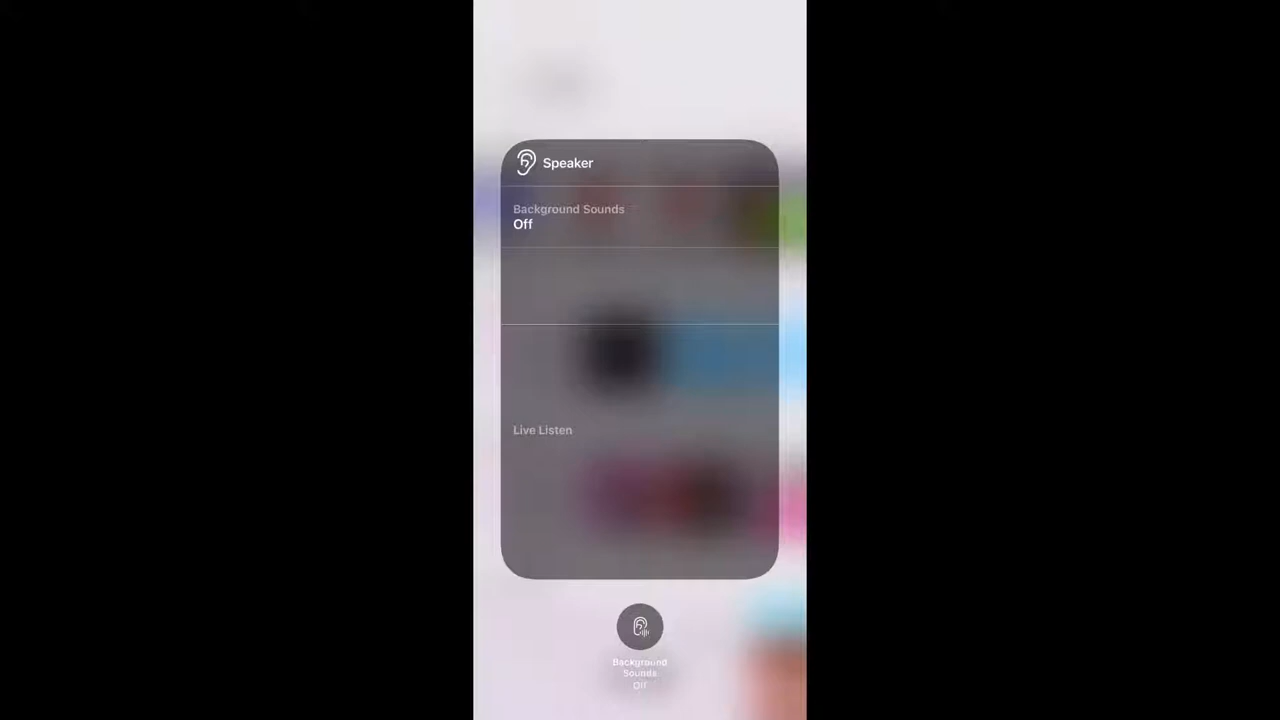 Speaker
Background Sounds
Off
Live Listen
Background
Sounds
Off